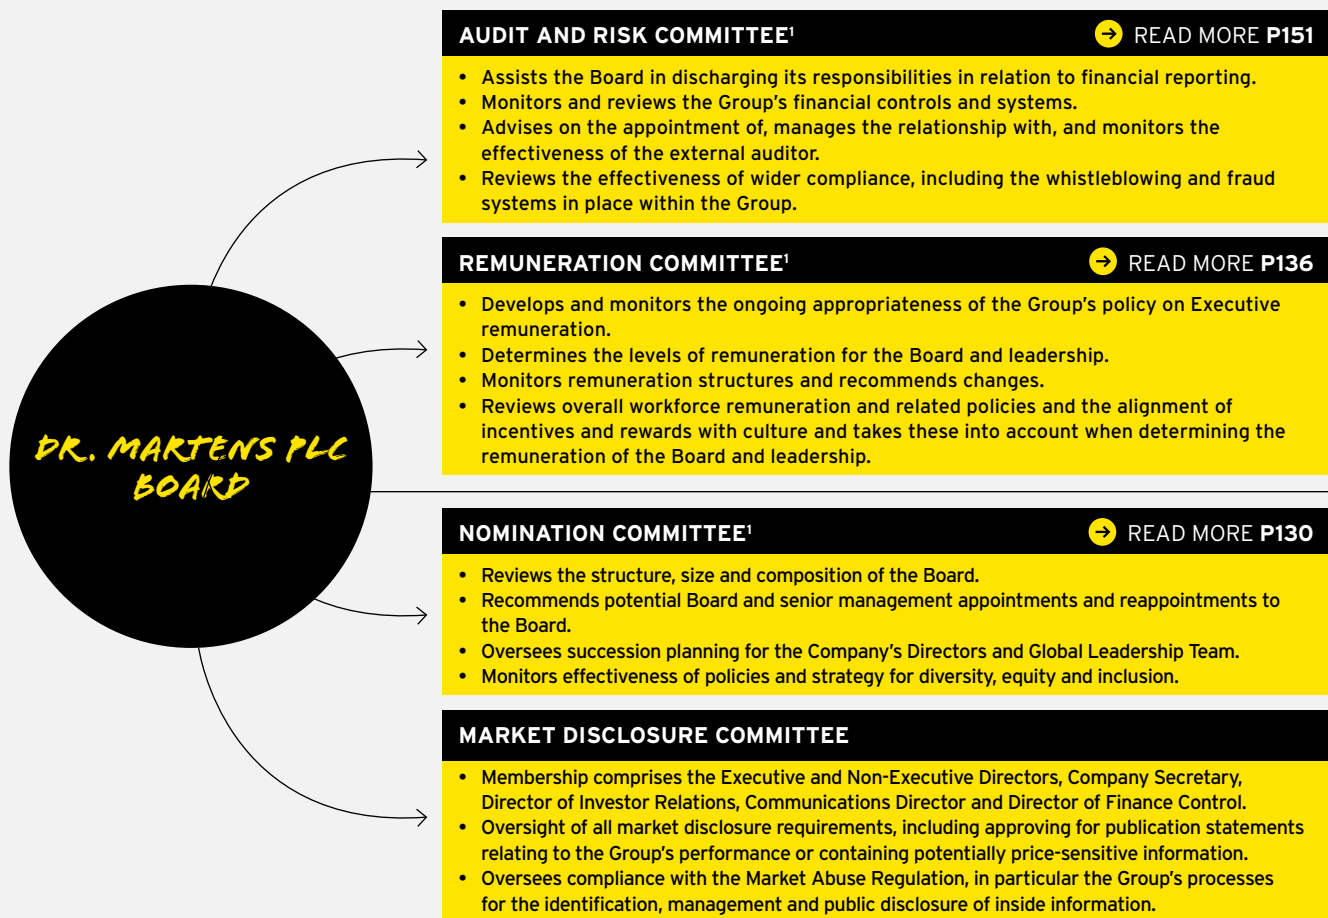 AUDIT AND RISK COMMITTEE¹ READ MORE P151
• Assists the Board in discharging its responsibilities in relation to financial reporting.
• Monitors and reviews the Group's financial controls and systems.
• Advises on the appointment of, manages the relationship with, and monitors the
effectiveness of the external auditor.
• Reviews the effectiveness of wider compliance, including the whistleblowing and fraud
systems in place within the Group.
REMUNERATION COMMITTEE¹ READ MORE P136
• Develops and monitors the ongoing appropriateness of the Group's policy on Executive
remuneration.
• Determines the levels of remuneration for the Board and leadership.
• Monitors remuneration structures and recommends changes.
• Reviews overall workforce remuneration and related policies and the alignment of
incentives and rewards with culture and takes these into account when determining the
remuneration of the Board and leadership.
DR. MARTENS PLC
BOARD
NOMINATION COMMITTEE¹ READ MORE P130
• Reviews the structure, size and composition of the Board.
• Recommends potential Board and senior management appointments and reappointments to
the Board.
• Oversees succession planning for the Company's Directors and Global Leadership Team.
• Monitors effectiveness of policies and strategy for diversity, equity and inclusion.
MARKET DISCLOSURE COMMITTEE
• Membership comprises the Executive and Non-Executive Directors, Company Secretary,
Director of Investor Relations, Communications Director and Director of Finance Control.
• Oversight of all market disclosure requirements, including approving for publication statements
relating to the Group's performance or containing potentially price-sensitive information.
• Oversees compliance with the Market Abuse Regulation, in particular the Group's processes
for the identification, management and public disclosure of inside information.